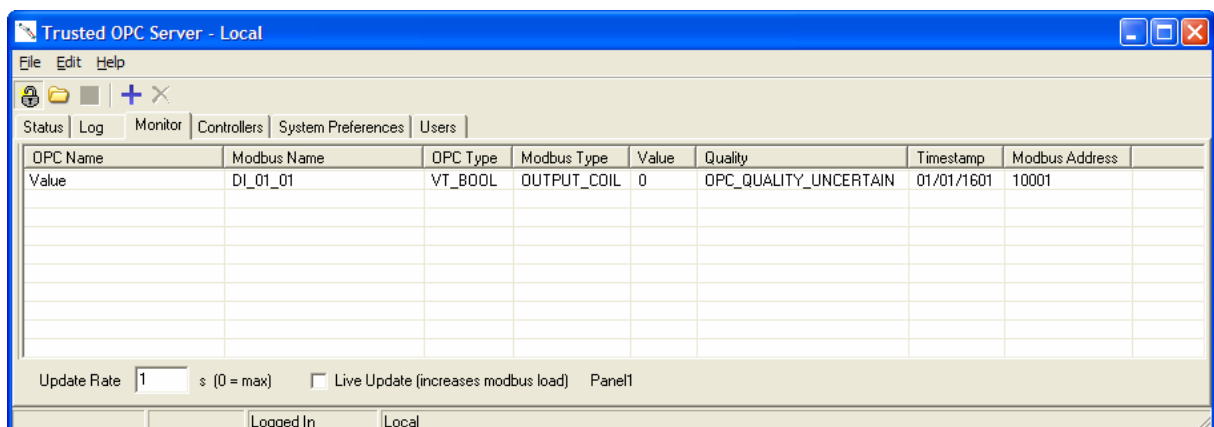 Trusted OPC Server - Local
File Edit Help
Status Log Monitor Controllers System Preferences Users
OPC Name Modbus Name OPC Type Modbus Type Value Quality Timestamp Modbus Address
Value DI_01_01 VT_BOOL OUTPUT_COIL 0 OPC_QUALITY_UNCERTAIN 01/01/1601 10001
Update Rate 1 s (0 = max) Live Update (increases modbus load) Panel1
Logged In Local